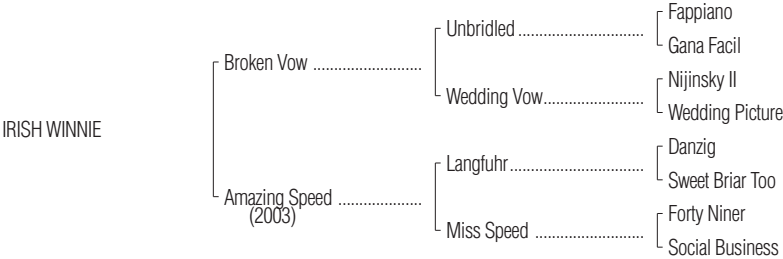 Fappiano
Unbridled ..............................
Gana Facil
Broken Vow ..........................
Nijinsky II
Wedding Vow........................
Wedding Picture
IRISH WINNIE
Danzig
Langfuhr................................
Sweet Briar Too
Amazing Speed ....................
(2003)
Forty Niner
Miss Speed ..........................
Social Business